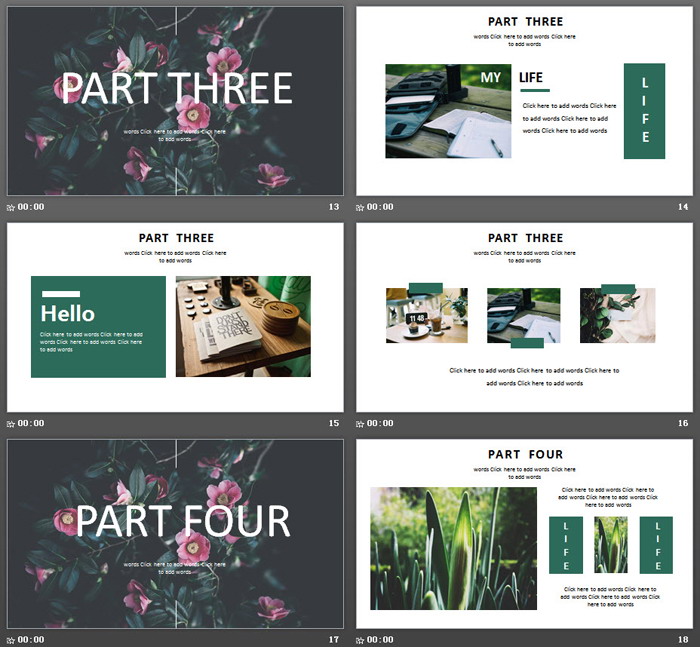 PART THREE
words Click here to add words Click here
to add words
00:00
13
PART THREE
words Click here to add words Click here
to add words
MY LIFE
Click here to add words Click here
to add words Click here to add
words Click here to add words
L
I
F
E
00:00
14
PART THREE
words Click here to add words Click here
to add words
Hello
words Click here to add words Click here to add
words Click here to add words Click here
to add words
00:00
15
PART THREE
words Click here to add words Click here
to add words
11 48
Click here to add words Click here to add words Click here to
add words Click here to add words
00:00
16
PART FOUR
words Click here to add words Click here
to add words
00:00
17
PART FOUR
words Click here to add words Click here
to add words
Click here to add words Click here to
add words Click here to add words Click
here to add words
L
I
F
E
L
I
F
E
Click here to add words Click here to
add words Click here to add words Click
here to add words
00:00
18